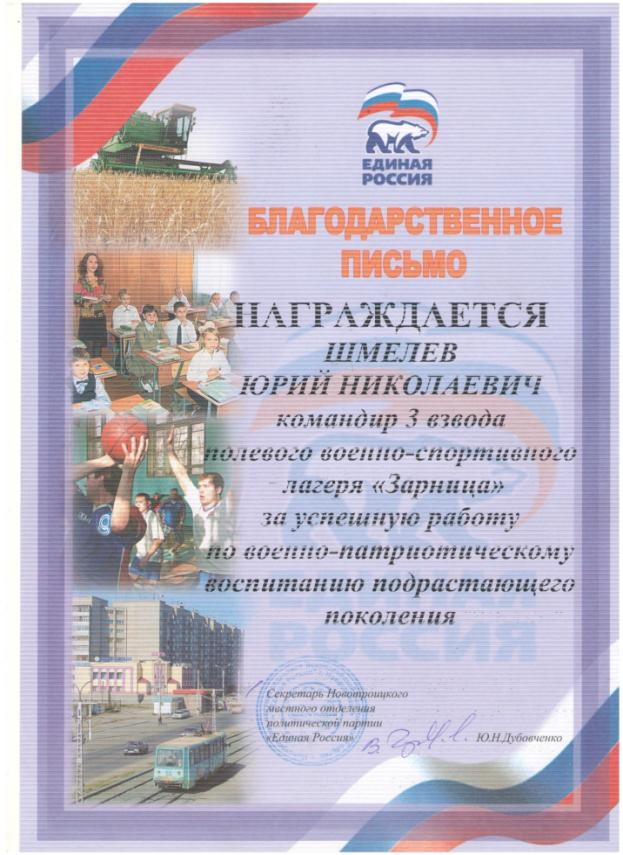 ЕДИНАЯ
РОССИЯ
БЛАГОДАРСТВЕННОЕ
ПИСЬМО
НАГРАЖДАЕТСЯ
ШМЕЛЕВ
ЮРИЙ НИКОЛАЕВИЧ
командир 3 взвода
полевого военно-спортивного
лагеря «Зарница»
за успешную работу
по военно-патриотическому
воспитанию подрастающего
поколения
РОССИЯ
Секретарь Новотроицкого
местного отделения
политической партии
«Единая Россия»
Ю.Н.Дубовченко